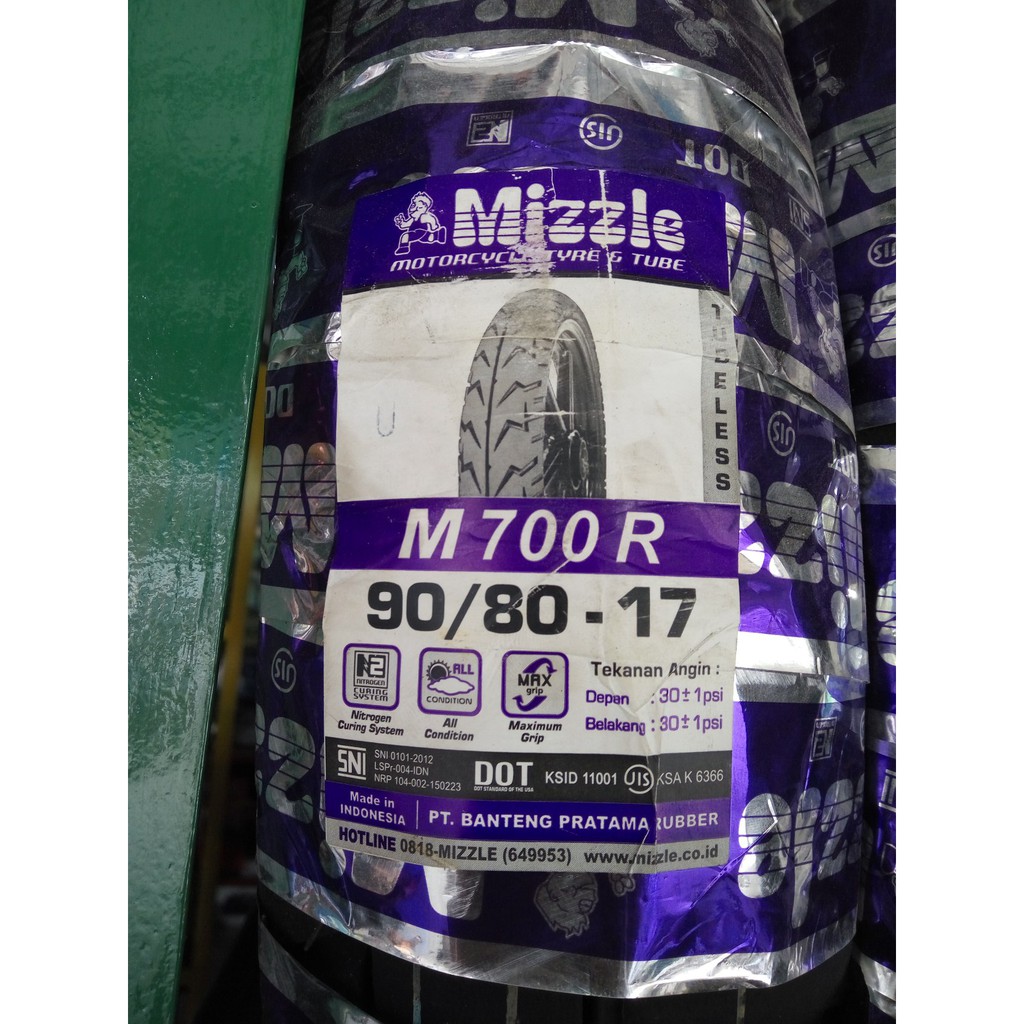 Mizzle
MOTORCYCLE TYRE & TUBE
TUBELESS
M 700 R
90/80 - 17
N2
NITROGEN
CURING
SYSTEM
Nitrogen
Curing System
ALL
CONDITION
All
Condition
MAX
grip
Maximum
Grip
Tekanan Angin :
Depan : 30 ± 1 psi
Belakang : 30 ± 1 psi
SNI
SNI 0101-2012
LSPr-004-IDN
NRP 104-002-150223
DOT
DOT STANDARD OF THE USA
KSID 11001
JIS
KSA K 6366
Made in
INDONESIA
PT. BANTENG PRATAMA RUBBER
HOTLINE 0818-MIZZLE (649953) www.mizzle.co.id
DOT
JIS